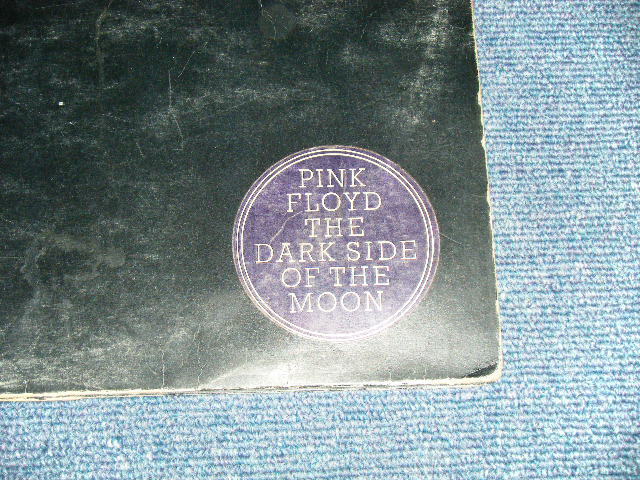 PINK
FLOYD
THE
DARK SIDE
OF THE
MOON